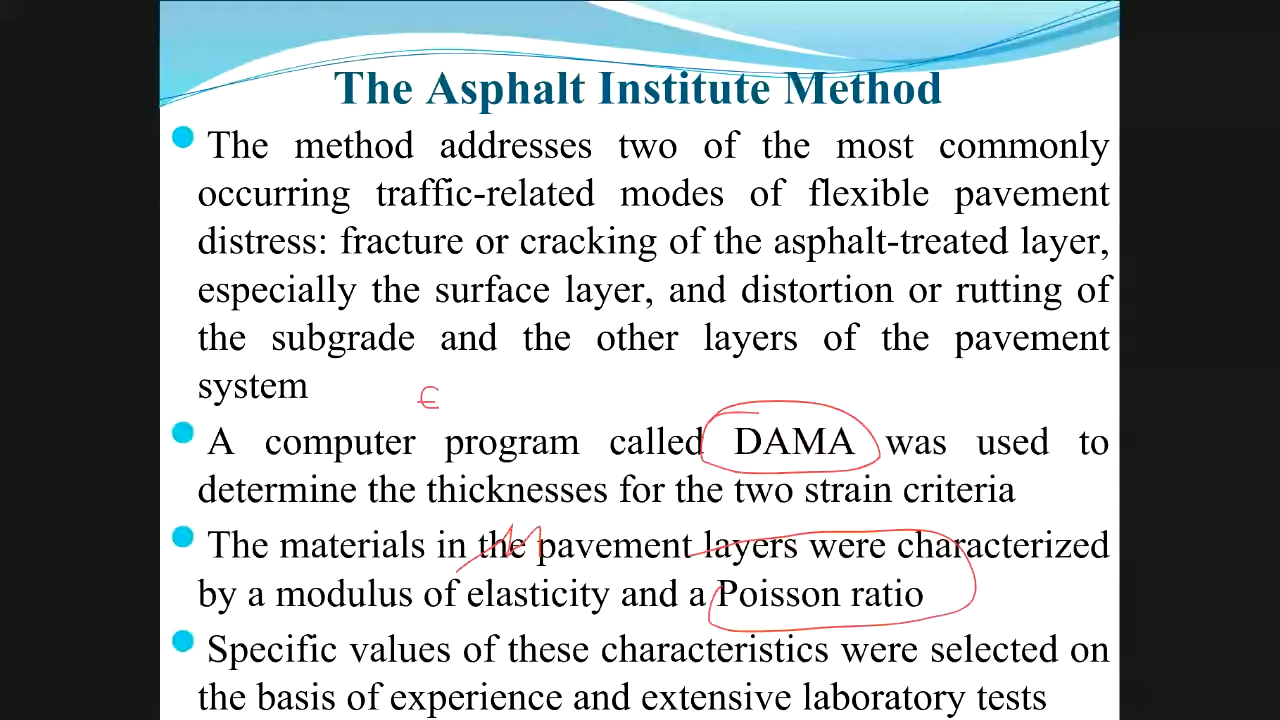 The Asphalt Institute Method
The method addresses two of the most commonly
occurring traffic-related modes of flexible pavement
distress: fracture or cracking of the asphalt-treated layer,
especially the surface layer, and distortion or rutting of
the subgrade and the other layers of the pavement
system
ε
A computer program called DAMA was used to
determine the thicknesses for the two strain criteria
The materials in the pavement layers were characterized
by a modulus of elasticity and a Poisson ratio
Specific values of these characteristics were selected on
the basis of experience and extensive laboratory tests